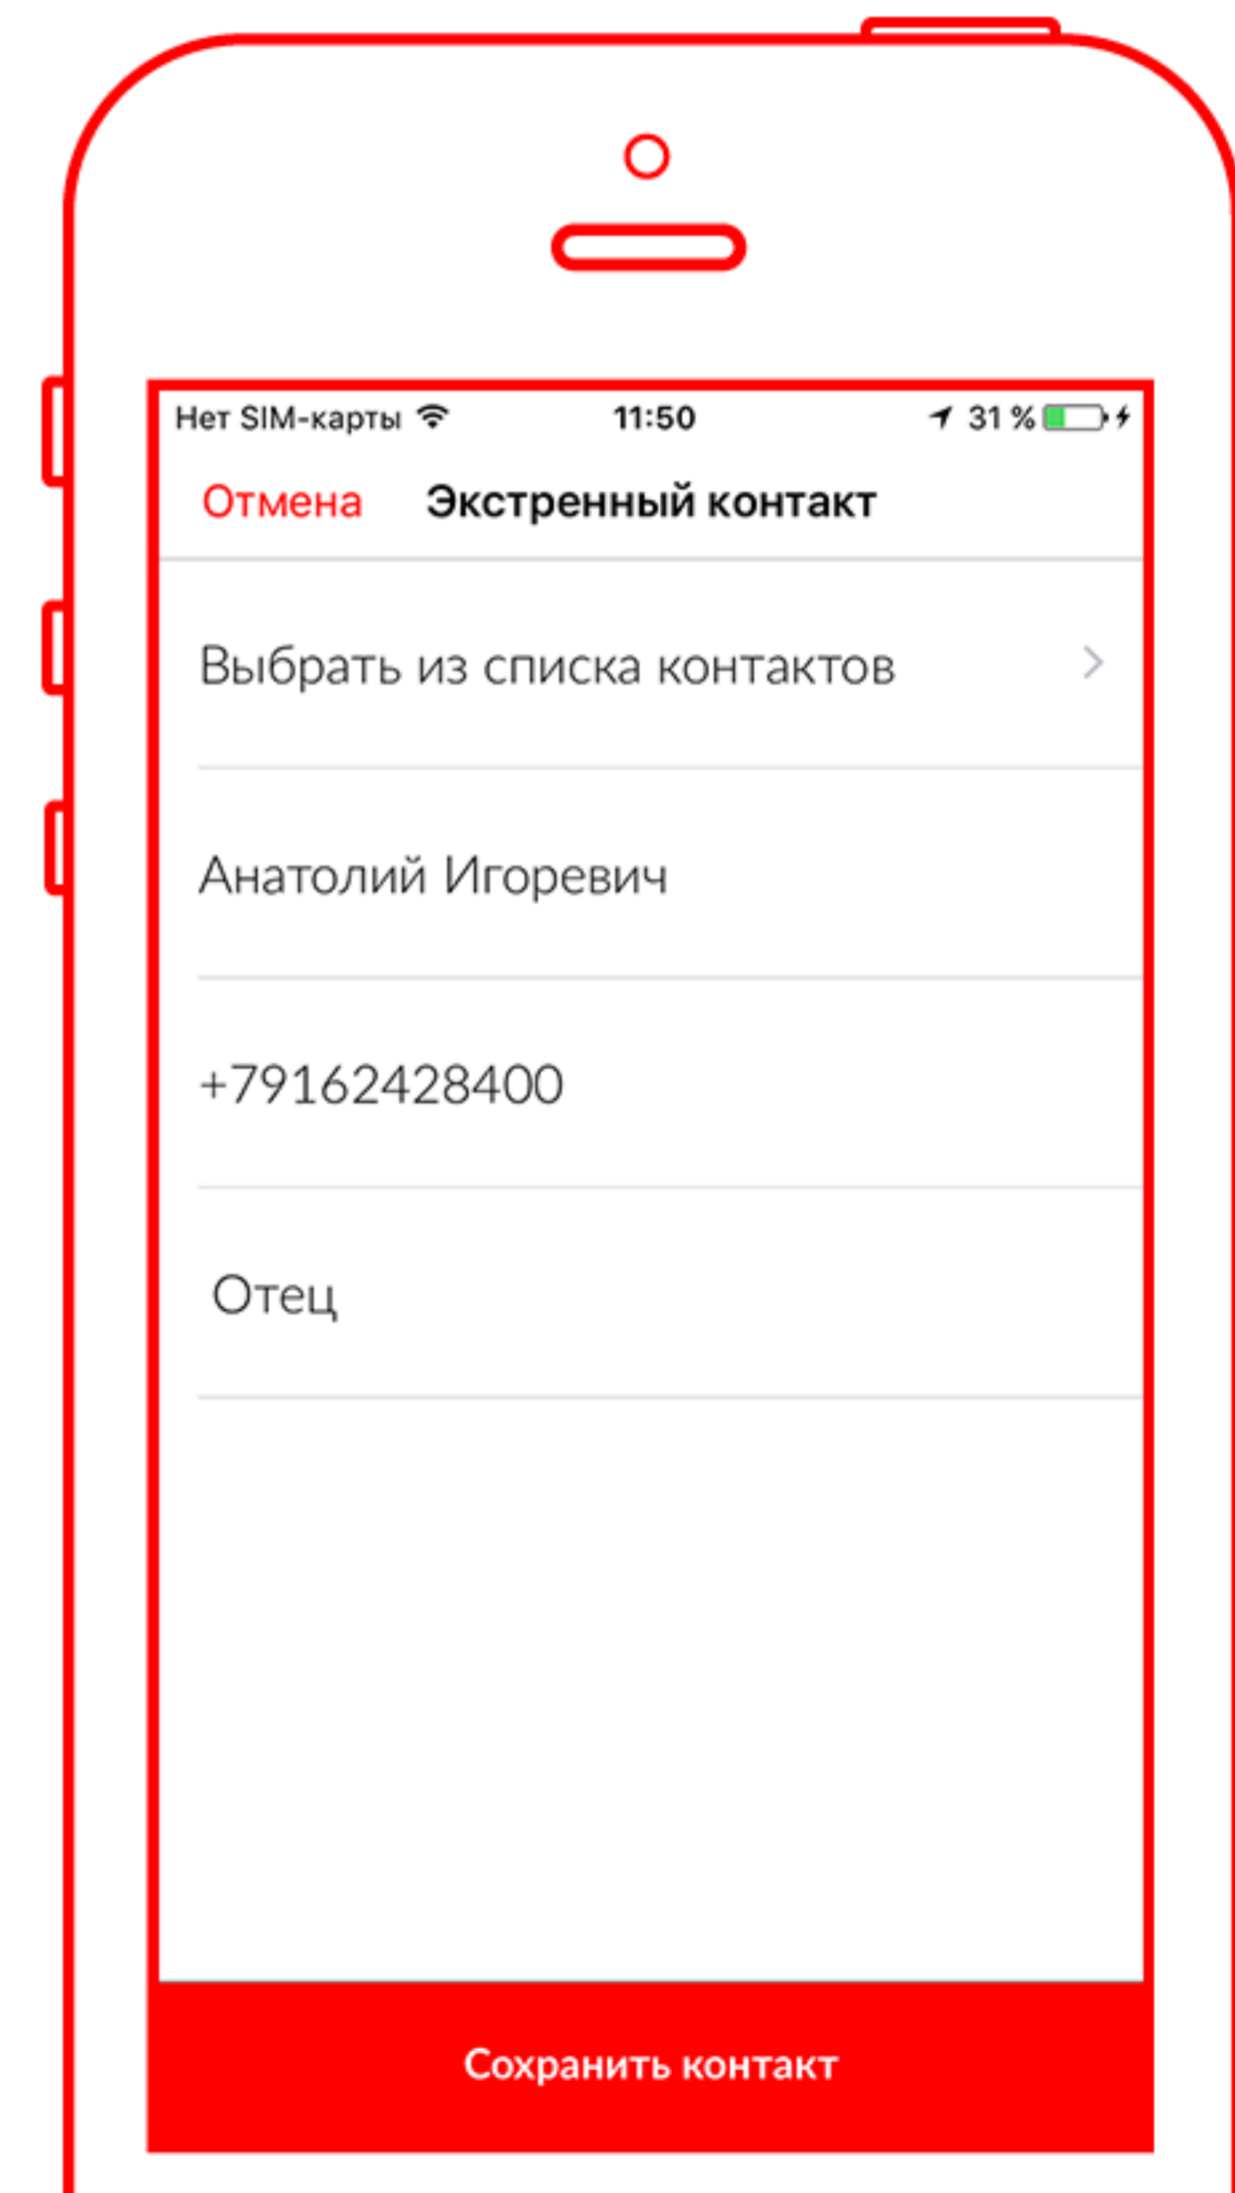 Нет SIM-карты 11:50 31 %
Отмена Экстренный контакт
Выбрать из списка контактов
Анатолий Игоревич
+79162428400
Отец
Сохранить контакт